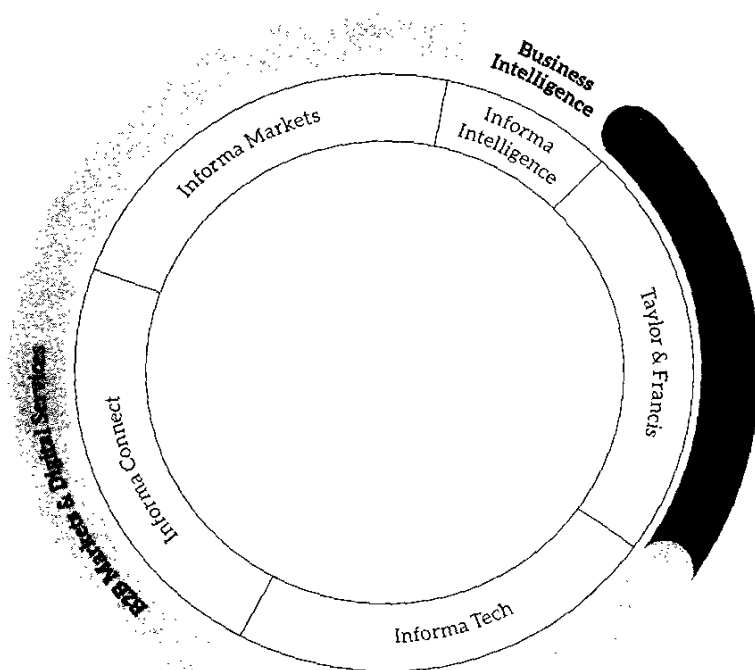 Business
Intelligence
Informa Markets
Informa
Intelligence
Taylor & Francis
B2B Markets & Digital Services
Informa Connect
Informa Tech